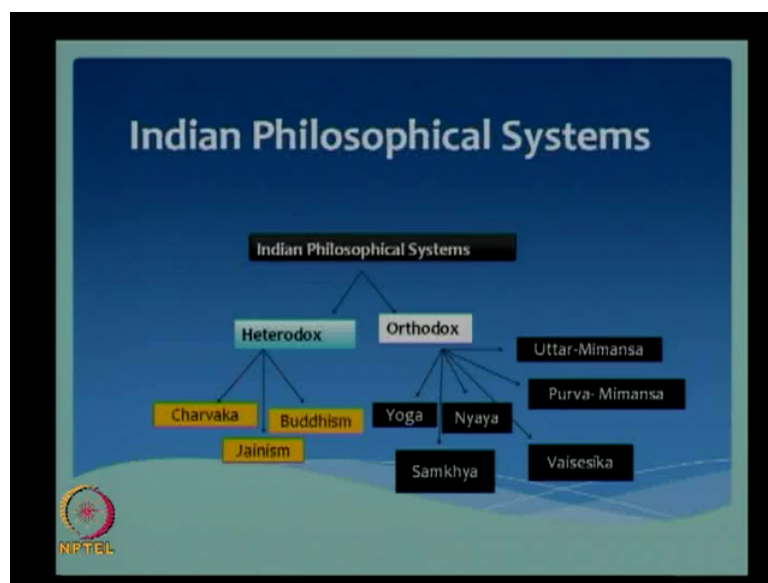 Indian Philosophical Systems
Indian Philosophical Systems
Heterodox
Orthodox
Uttar-Mimansa
Purva- Mimansa
Charvaka
Buddhism
Yoga
Nyaya
Jainism
Samkhya
Vaisesika
NPTEL